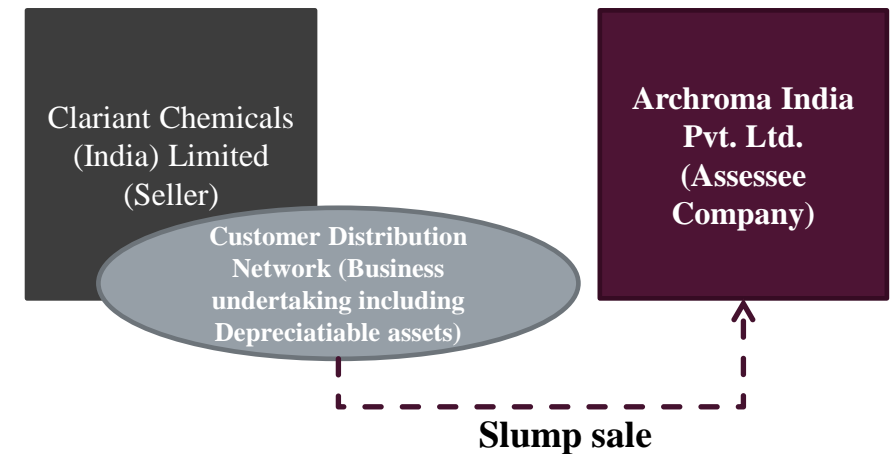 Clariant Chemicals
(India) Limited
(Seller)
Customer Distribution
Network (Business
undertaking including
Depreciatiable assets)
Archroma India
Pvt. Ltd.
(Assessee
Company)
Slump sale